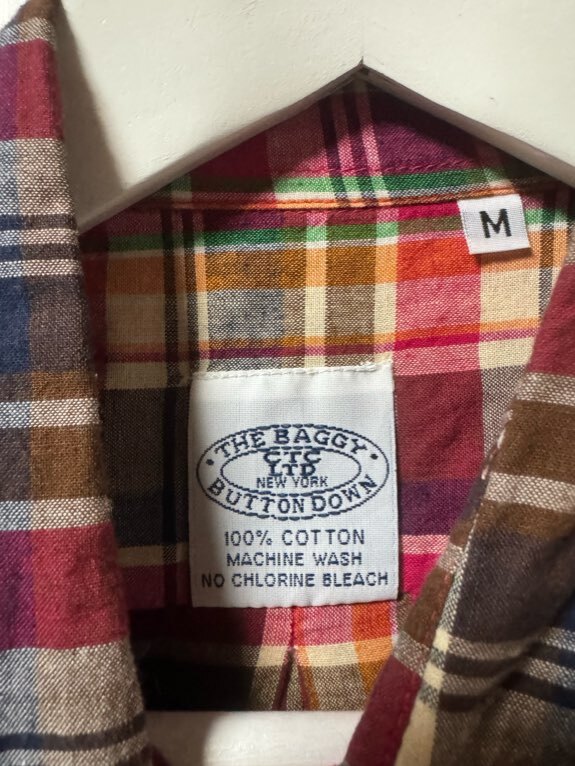 M
THE BAGGY
CTC
LTD
NEW YORK
BUTTON DOWN
100% COTTON
MACHINE WASH
NO CHLORINE BLEACH